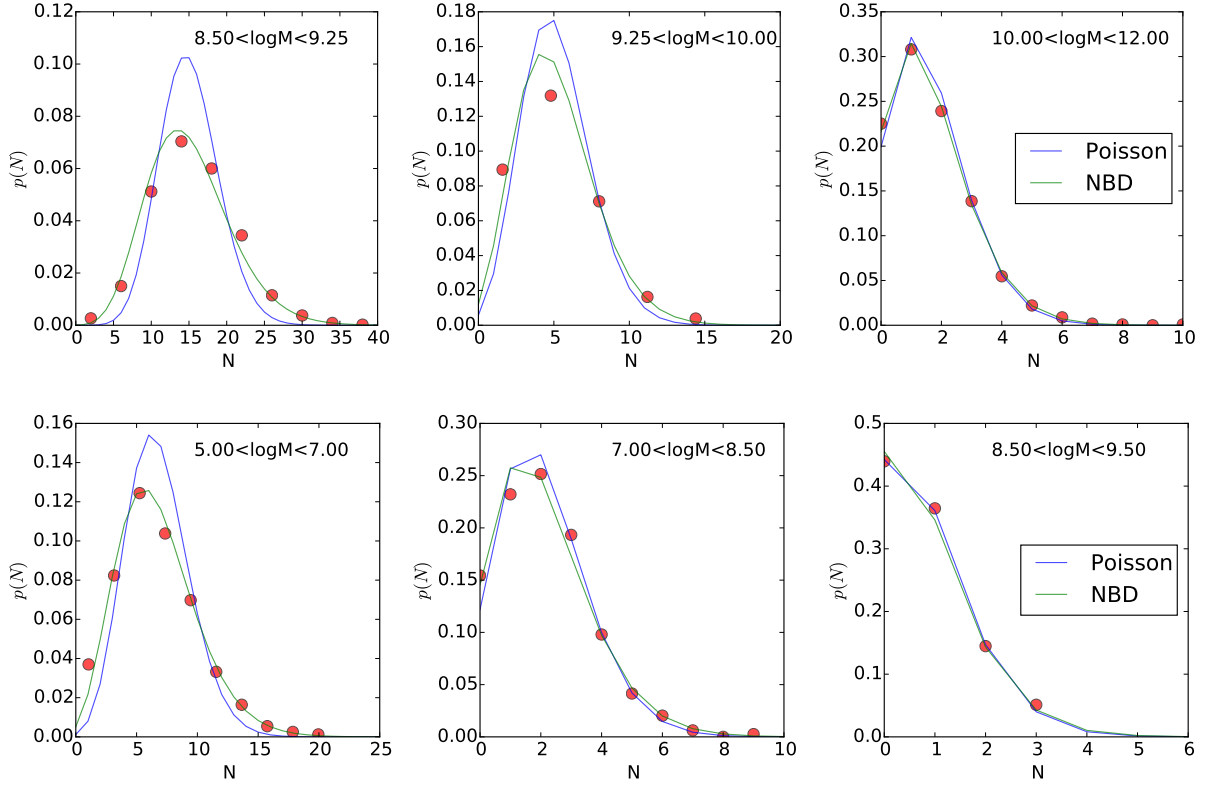 8.50<logM<9.25
p(N)
0.12
0.10
0.08
0.06
0.04
0.02
0.00
0 5 10 15 20 25 30 35 40
N
9.25<logM<10.00
p(N)
0.18
0.16
0.14
0.12
0.10
0.08
0.06
0.04
0.02
0.00
0 5 10 15 20
N
10.00<logM<12.00
p(N)
0.35
0.30
0.25
0.20
0.15
0.10
0.05
0.00
0 2 4 6 8 10
N
Poisson
NBD
5.00<logM<7.00
p(N)
0.16
0.14
0.12
0.10
0.08
0.06
0.04
0.02
0.00
0 5 10 15 20 25
N
7.00<logM<8.50
p(N)
0.30
0.25
0.20
0.15
0.10
0.05
0.00
0 2 4 6 8 10
N
8.50<logM<9.50
p(N)
0.5
0.4
0.3
0.2
0.1
0.0
0 1 2 3 4 5 6
N
Poisson
NBD